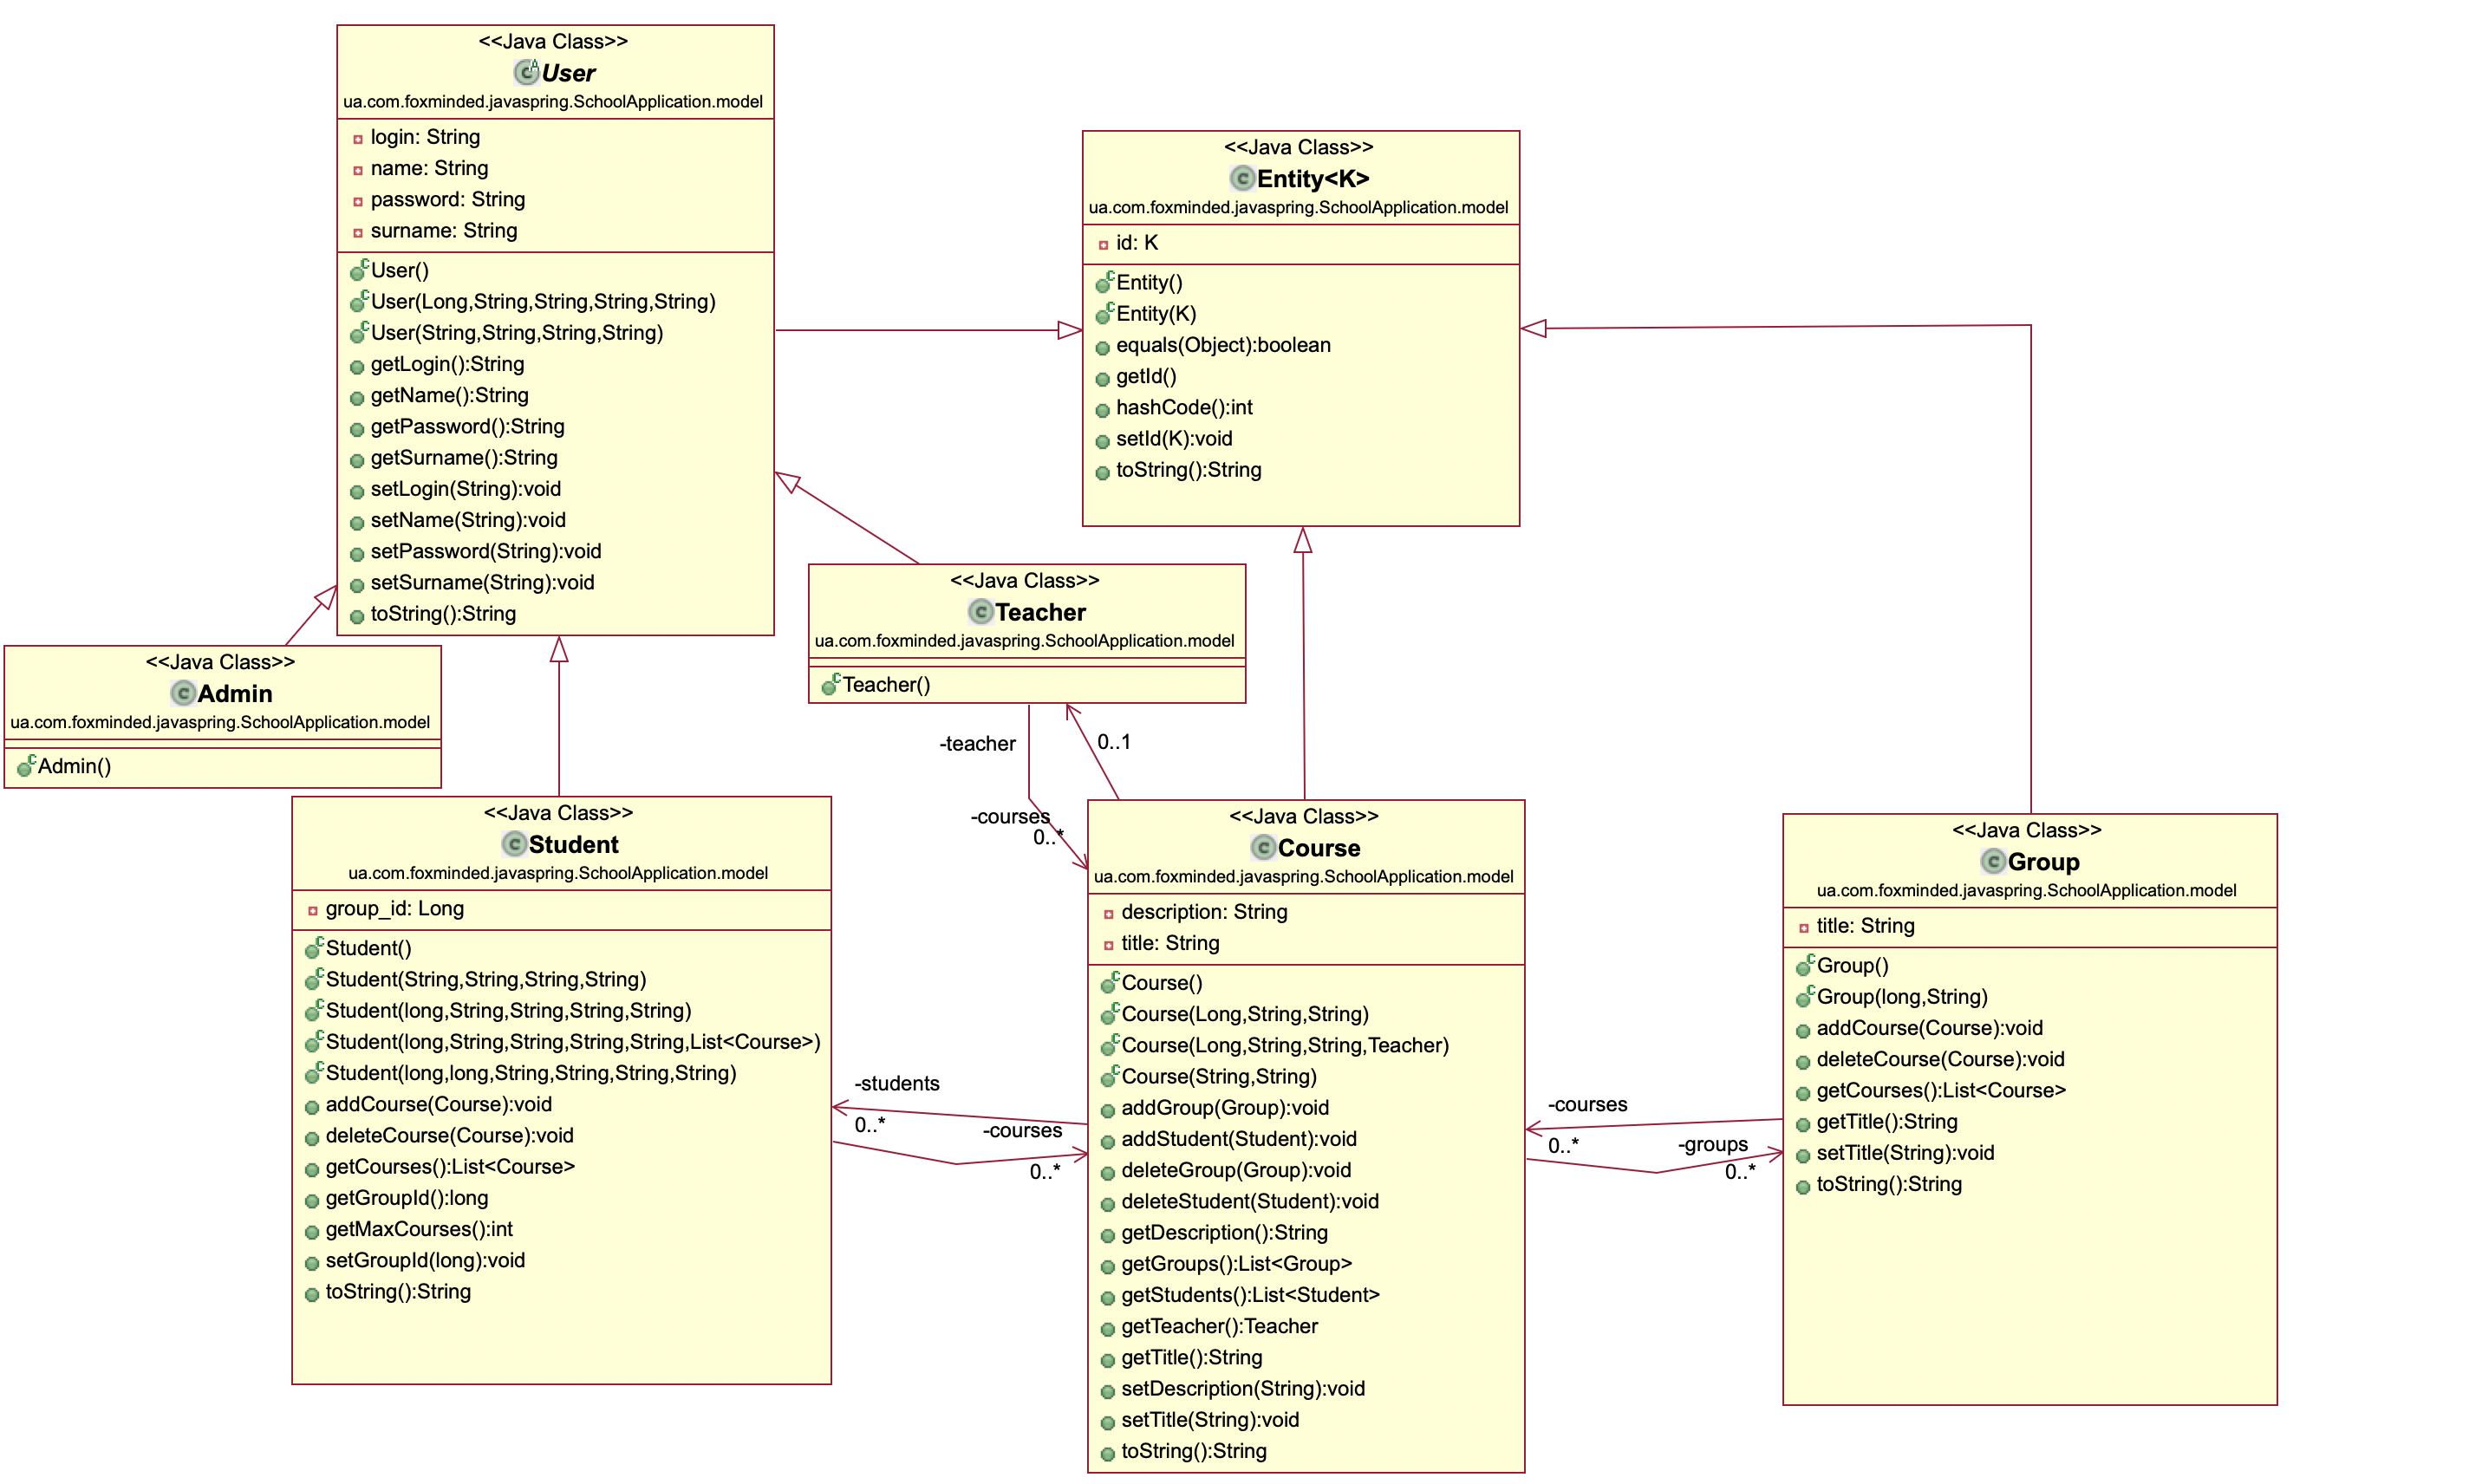 <<Java Class>>
User
ua.com.foxminded.javaspring.SchoolApplication.model
login: String
name: String
password: String
surname: String
User()
User(Long,String,String,String,String)
User(String,String,String,String)
getLogin():String
getName():String
getPassword():String
getSurname():String
setLogin(String):void
setName(String):void
setPassword(String):void
setSurname(String):void
toString():String
<<Java Class>>
Entity<K>
ua.com.foxminded.javaspring.SchoolApplication.model
id: K
Entity()
Entity(K)
equals(Object):boolean
getId()
hashCode():int
setId(K):void
toString():String
<<Java Class>>
Teacher
ua.com.foxminded.javaspring.SchoolApplication.model
Teacher()
<<Java Class>>
Admin
ua.com.foxminded.javaspring.SchoolApplication.model
Admin()
-teacher
0..1
-courses
0..*
<<Java Class>>
Student
ua.com.foxminded.javaspring.SchoolApplication.model
group_id: Long
Student()
Student(String,String,String,String)
Student(long,String,String,String,String)
Student(long,String,String,String,String,List<Course>)
Student(long,long,String,String,String,String)
addCourse(Course):void
deleteCourse(Course):void
getCourses():List<Course>
getGroupId():long
getMaxCourses():int
setGroupId(long):void
toString():String
-students
0..*
-courses
0..*
<<Java Class>>
Course
ua.com.foxminded.javaspring.SchoolApplication.model
description: String
title: String
Course()
Course(Long,String,String)
Course(Long,String,String,Teacher)
Course(String,String)
addGroup(Group):void
addStudent(Student):void
deleteGroup(Group):void
deleteStudent(Student):void
getDescription():String
getGroups():List<Group>
getStudents():List<Student>
getTeacher():Teacher
getTitle():String
setDescription(String):void
setTitle(String):void
toString():String
-courses
0..*
-groups
0..*
<<Java Class>>
Group
ua.com.foxminded.javaspring.SchoolApplication.model
title: String
Group()
Group(long,String)
addCourse(Course):void
deleteCourse(Course):void
getCourses():List<Course>
getTitle():String
setTitle(String):void
toString():String